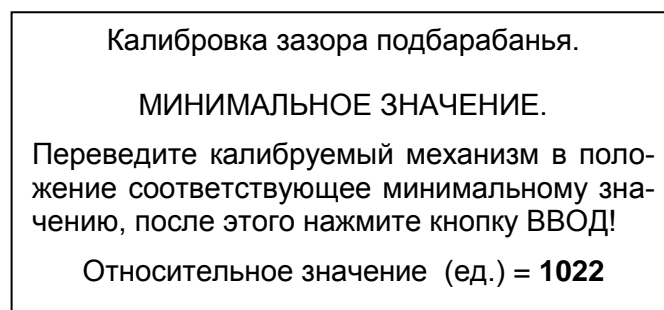 Калибровка зазора подбарабанья.
МИНИМАЛЬНОЕ ЗНАЧЕНИЕ.
Переведите калибруемый механизм в поло-
жение соответствующее минимальному зна-
чению, после этого нажмите кнопку ВВОД!
Относительное значение (ед.) = 1022